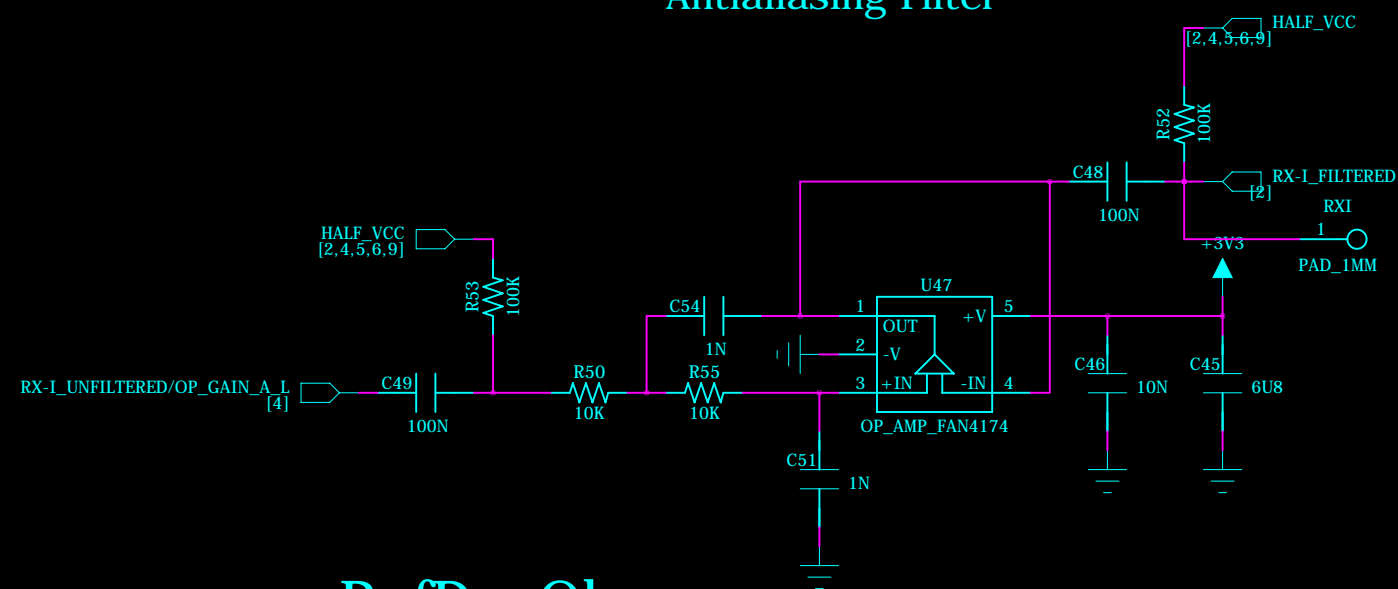 Antialiasing Filter
HALF_VCC
[2,4,5,6,9]
R52
100K
C48
100N
RX-I_FILTERED
[2]
RXI
1
PAD_1MM
+3V3
HALF_VCC
[2,4,5,6,9]
R53
100K
C54
1N
U47
1
OUT
+V
5
2
-V
3
+IN
-IN
4
OP_AMP_FAN4174
RX-I_UNFILTERED/OP_GAIN_A_L
[4]
C49
100N
R50
10K
R55
10K
C46
10N
C45
6U8
C51
1N